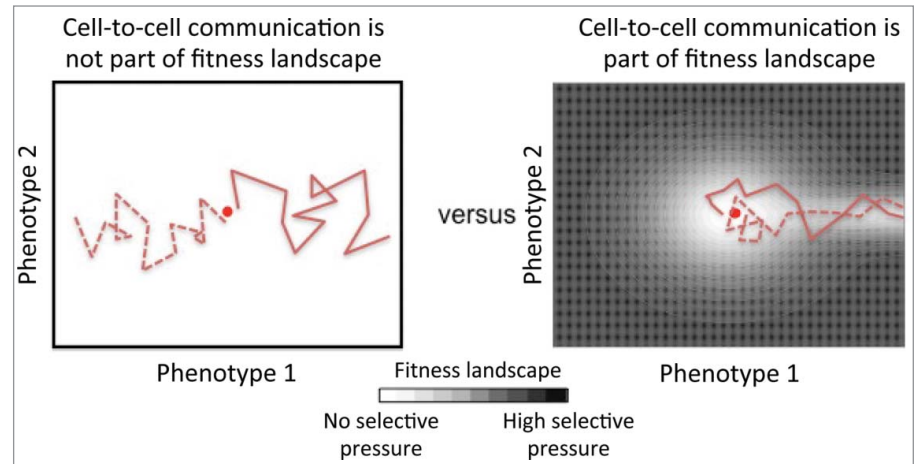 Cell-to-cell communication is
not part of fitness landscape
Cell-to-cell communication is
part of fitness landscape
Phenotype 2
versus
Phenotype 2
Phenotype 1
Phenotype 1
Fitness landscape
No selective
pressure
High selective
pressure